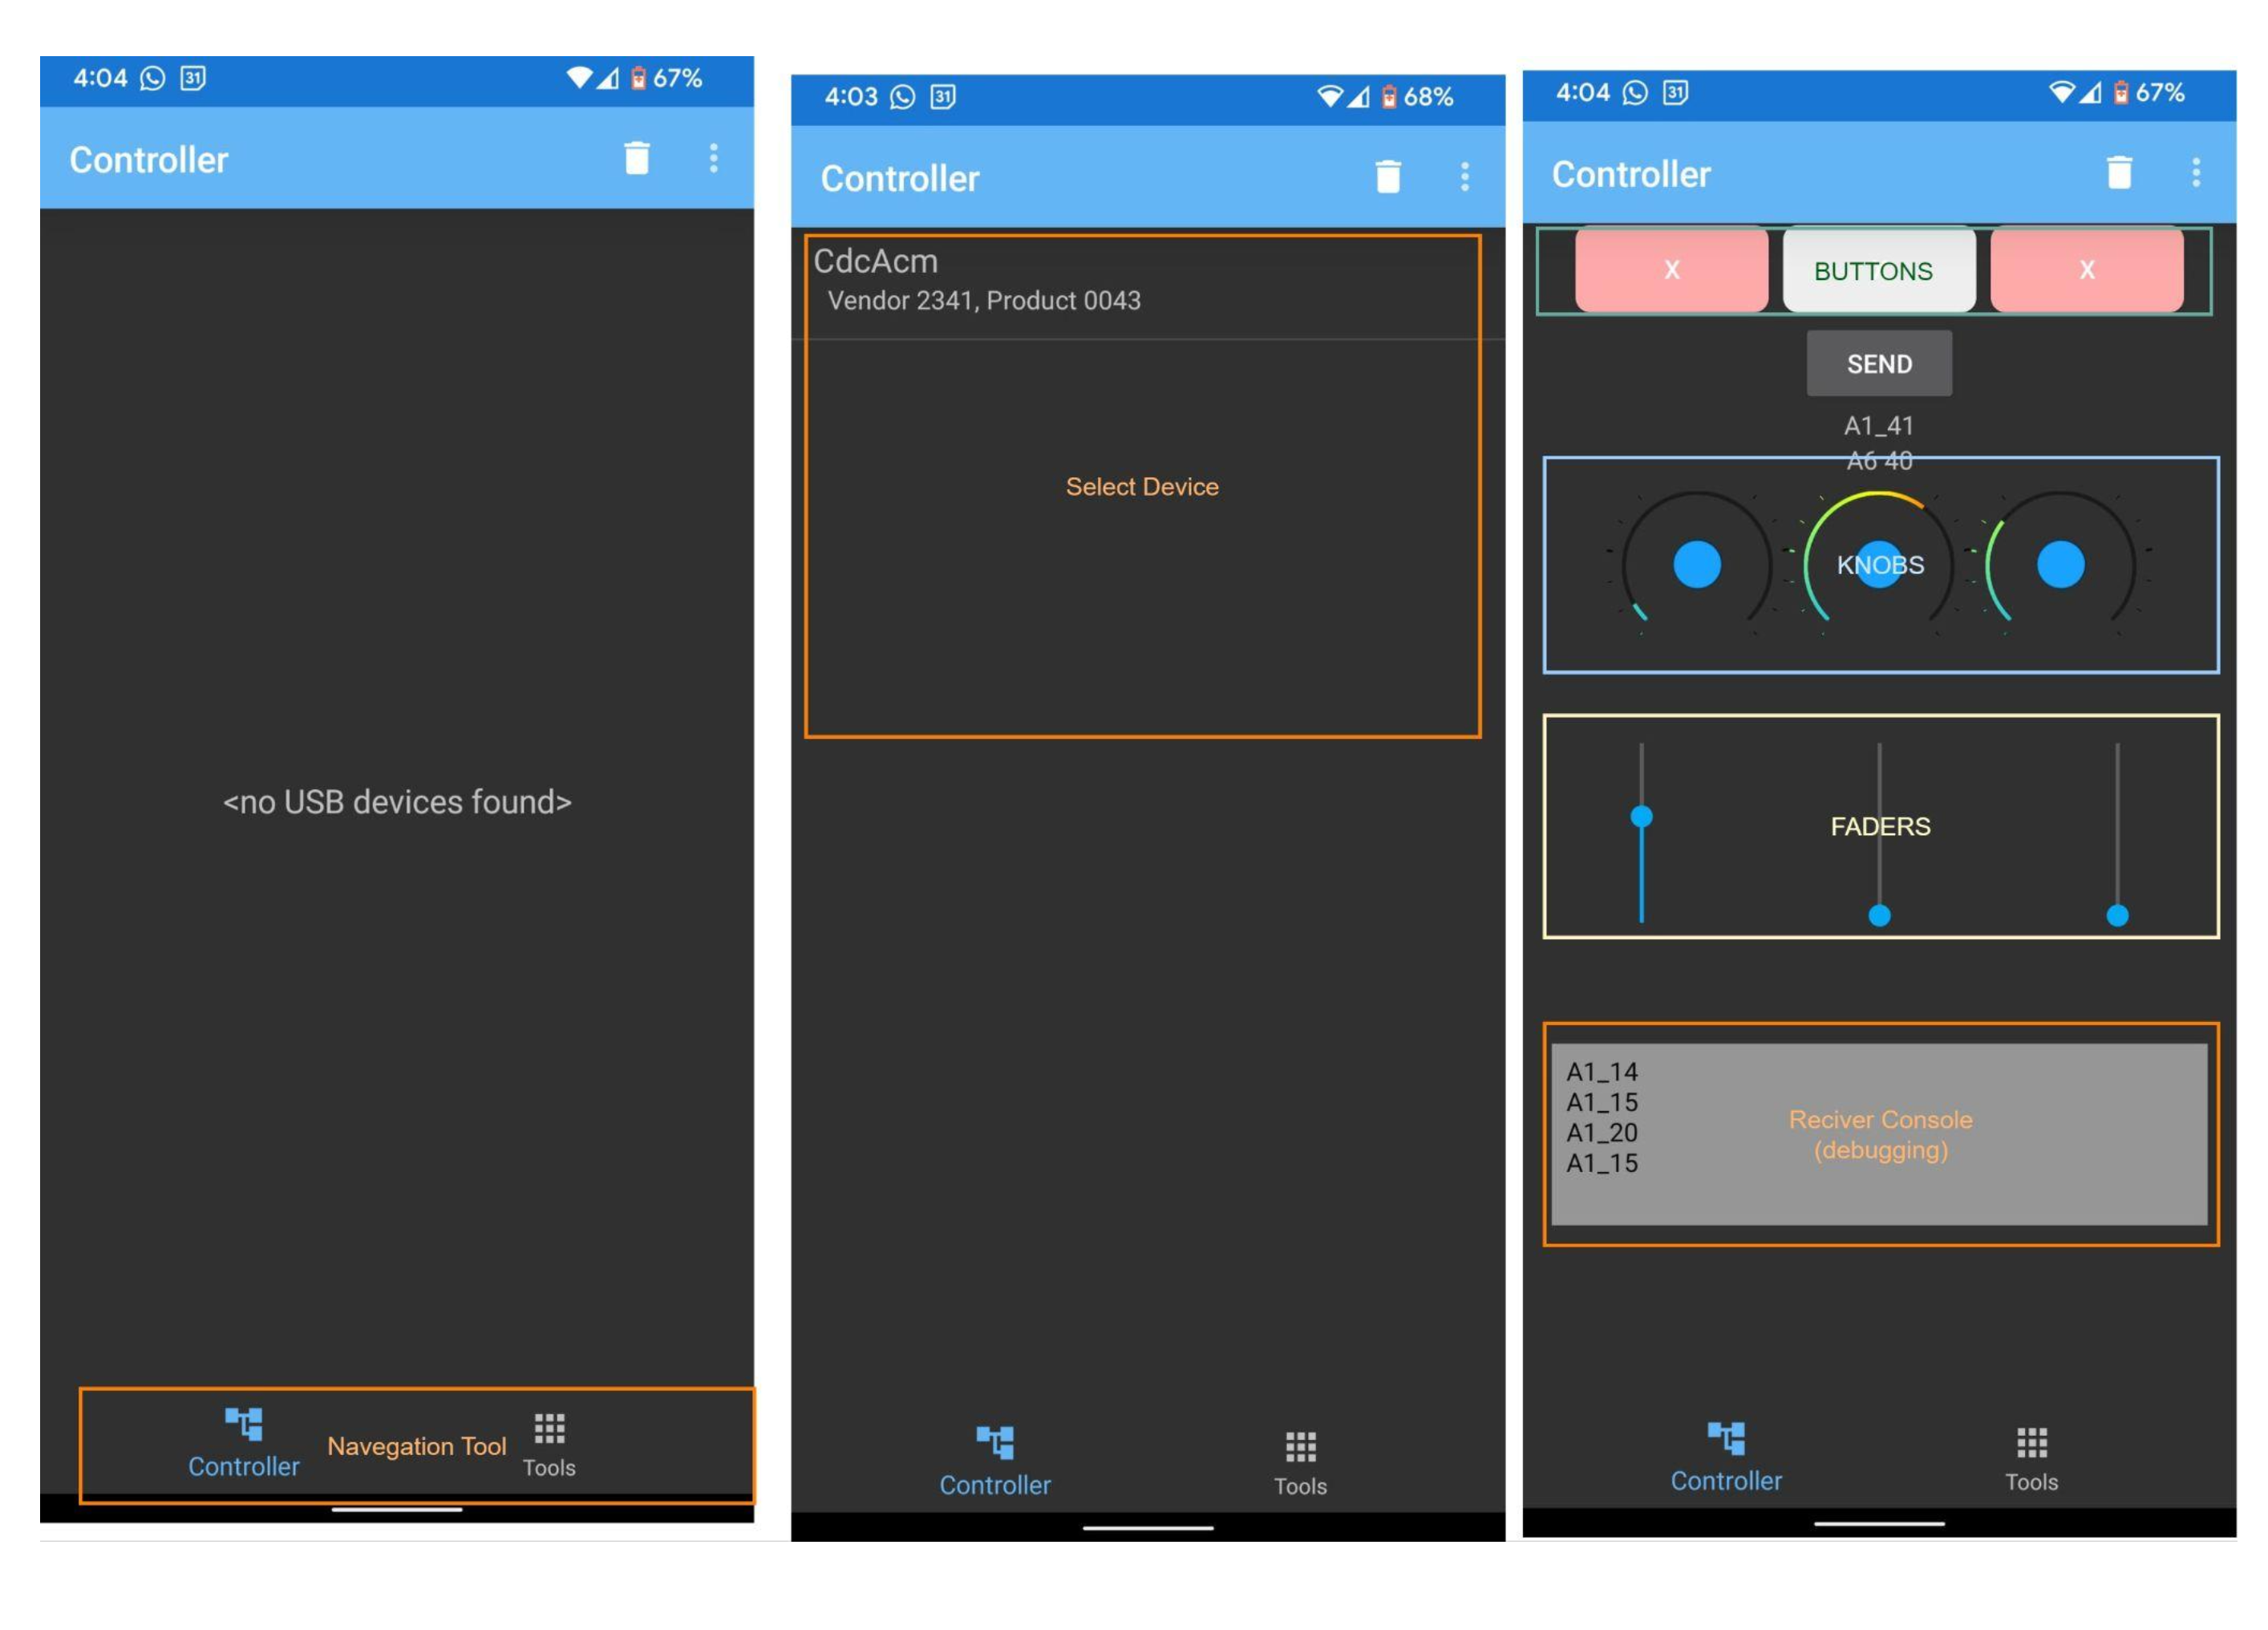 4:04 31 67%
Controller
<no USB devices found>
Navegation Tool
Controller
Tools
4:03 31 68%
Controller
CdcAcm
Vendor 2341, Product 0043
Select Device
Controller
Tools
4:04 31 67%
Controller
X BUTTONS X
SEND
A1_41
A6 40
KNOBS
FADERS
A1_14
A1_15
A1_20
A1_15
Reciver Console
(debugging)
Controller
Tools